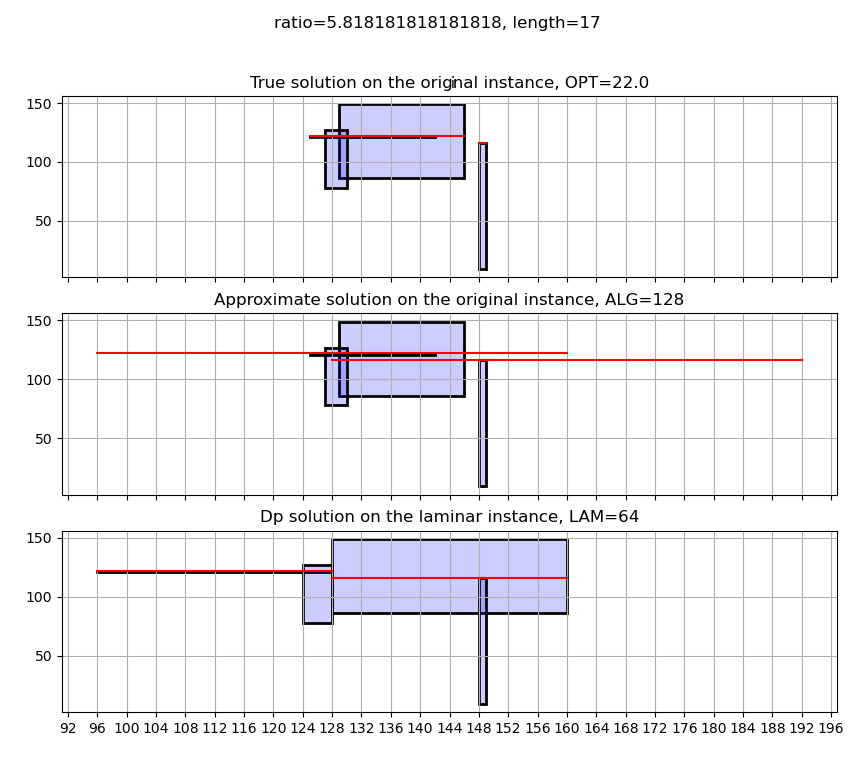 ratio=5.818181818181818, length=17
True solution on the original instance, OPT=22.0
150
100
50
Approximate solution on the original instance, ALG=128
150
100
50
Dp solution on the laminar instance, LAM=64
150
100
50
92 96 100 104 108 112 116 120 124 128 132 136 140 144 148 152 156 160 164 168 172 176 180 184 188 192 196